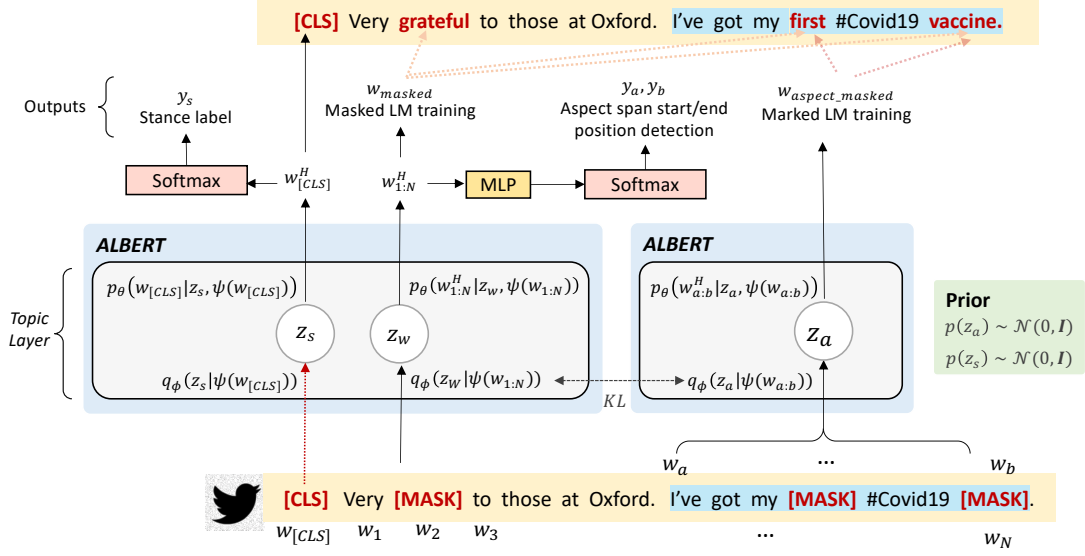 [CLS] Very grateful to those at Oxford. I've got my first #Covid19 vaccine.
Outputs
y_s
Stance label
w_masked
Masked LM training
y_a, y_b
Aspect span start/end
position detection
w_aspect_masked
Marked LM training
Softmax
w^H_[CLS]
w^H_1:N
MLP
Softmax
ALBERT
ALBERT
Topic
Layer
p_θ(w_[CLS]|z_s, ψ(w_[CLS]))
p_θ(w^H_1:N|z_w, ψ(w_1:N))
p_θ(w^H_a:b|z_a, ψ(w_a:b))
z_s
z_w
z_a
q_ϕ(z_s|ψ(w_[CLS]))
q_ϕ(z_W|ψ(w_1:N))
KL
q_ϕ(z_a|ψ(w_a:b))
Prior
p(z_a) ~ 𝒩(0, I)
p(z_s) ~ 𝒩(0, I)
w_a ... w_b
[CLS] Very [MASK] to those at Oxford. I've got my [MASK] #Covid19 [MASK].
w_[CLS] w_1 w_2 w_3 ... w_N